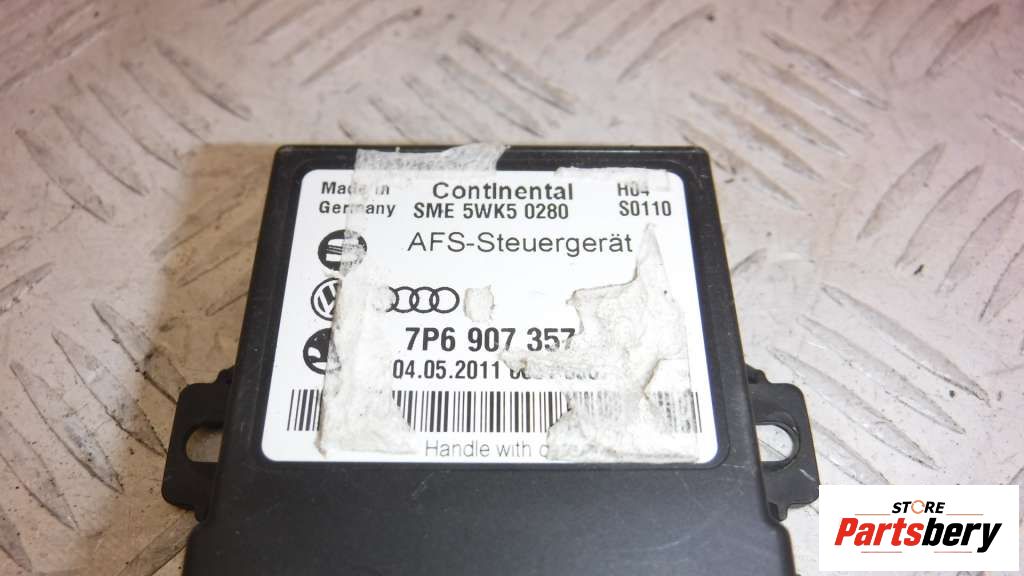 Made in
Germany
Continental
SME 5WK5 0280
H04
S0110
AFS-Steuergerät
7P6 907 357
04.05.2011
Handle with
STORE
Partsbery